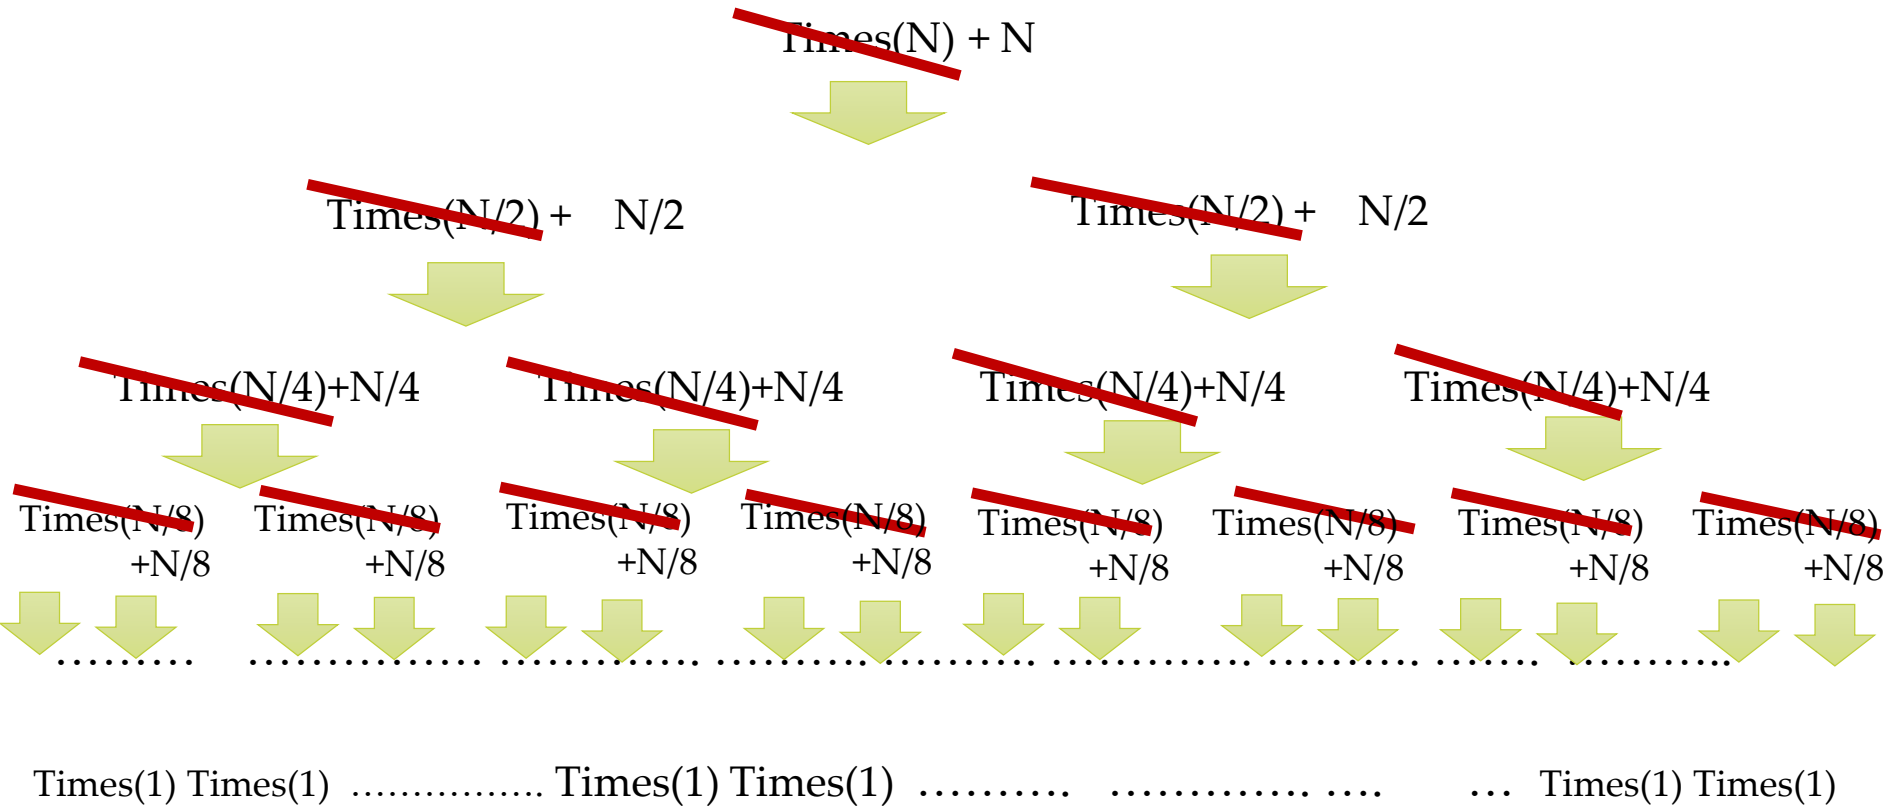 Times(N) + N
Times(N/2) + N/2 Times(N/2) + N/2
Times(N/4)+N/4 Times(N/4)+N/4 Times(N/4)+N/4 Times(N/4)+N/4
Times(N/8) Times(N/8) Times(N/8) Times(N/8) Times(N/8) Times(N/8) Times(N/8) Times(N/8)
+N/8 +N/8 +N/8 +N/8 +N/8 +N/8 +N/8 +N/8
......... ................ ............. .......... .......... ............. .......... ....... ...........
Times(1) Times(1) ................ Times(1) Times(1) .......... ............. .... ... Times(1) Times(1)